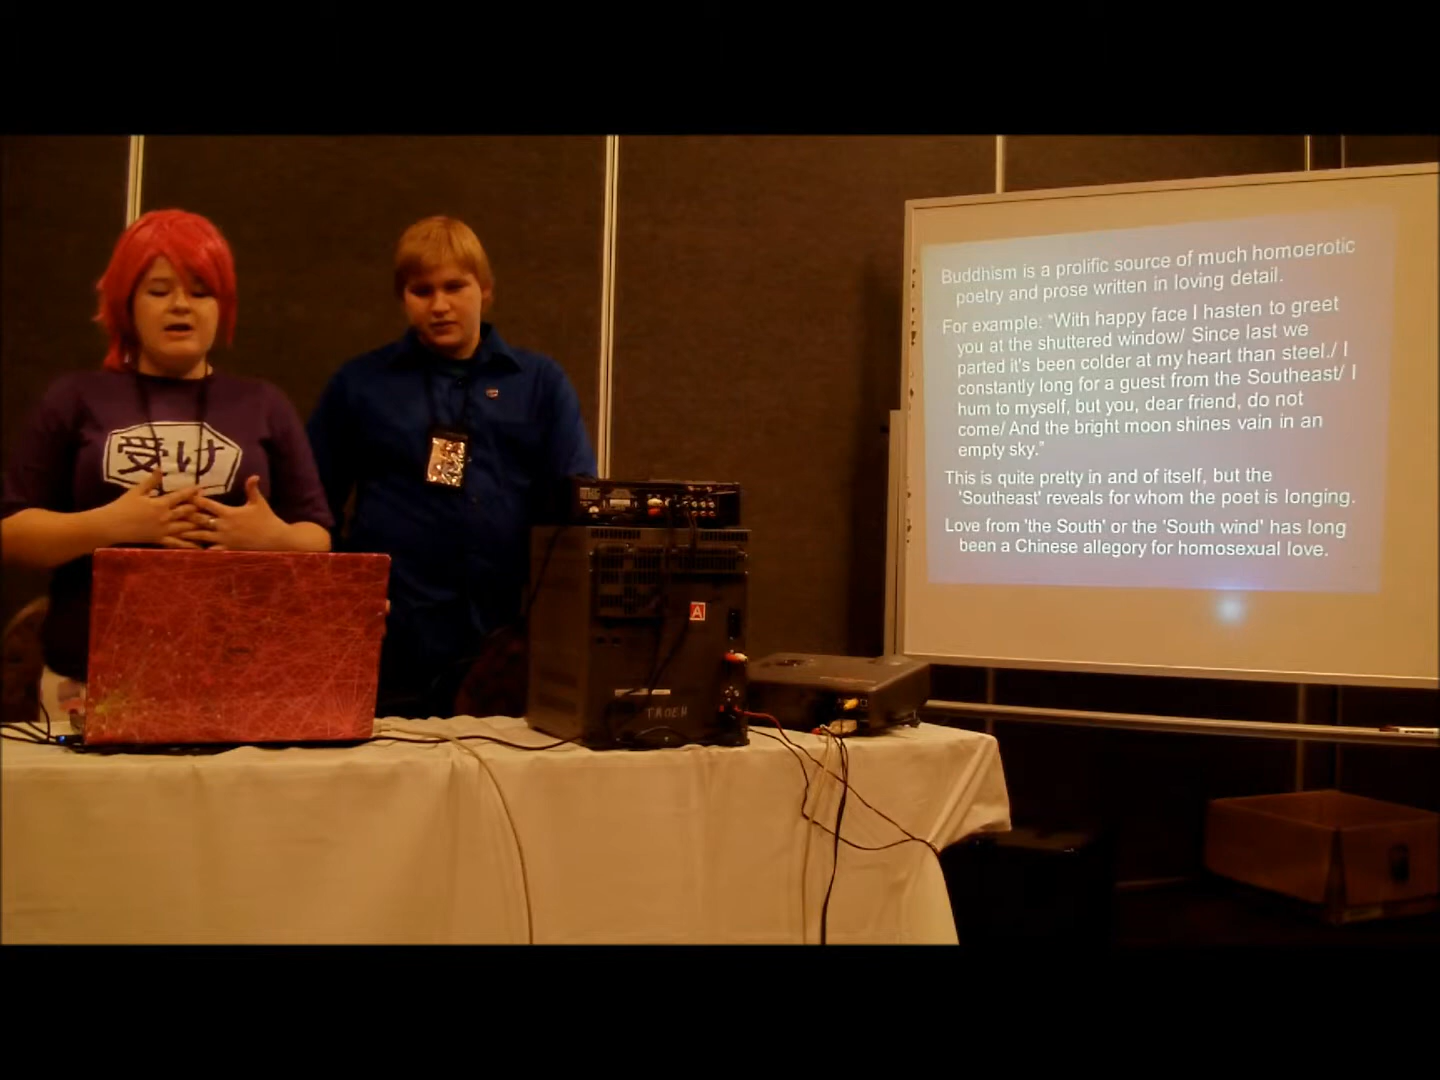 受け
A
TROEH
Buddhism is a prolific source of much homoerotic
poetry and prose written in loving detail.
For example: “With happy face I hasten to greet
you at the shuttered window/ Since last we
parted it's been colder at my heart than steel./ I
constantly long for a guest from the Southeast/ I
hum to myself, but you, dear friend, do not
come/ And the bright moon shines vain in an
empty sky.”
This is quite pretty in and of itself, but the
'Southeast' reveals for whom the poet is longing.
Love from 'the South' or the 'South wind' has long
been a Chinese allegory for homosexual love.